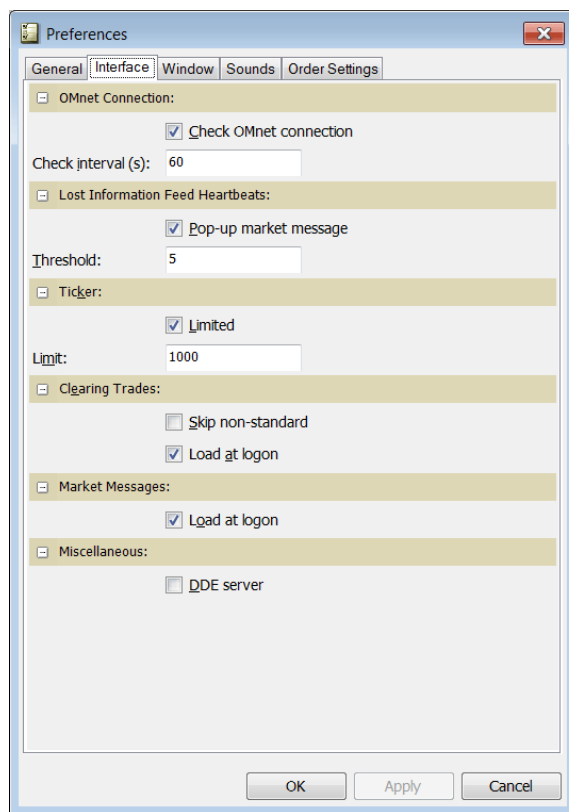 Preferences
General Interface Window Sounds Order Settings
OMnet Connection:
Check OMnet connection
Check interval (s): 60
Lost Information Feed Heartbeats:
Pop-up market message
Threshold: 5
Ticker:
Limited
Limit: 1000
Clearing Trades:
Skip non-standard
Load at logon
Market Messages:
Load at logon
Miscellaneous:
DDE server
OK Apply Cancel